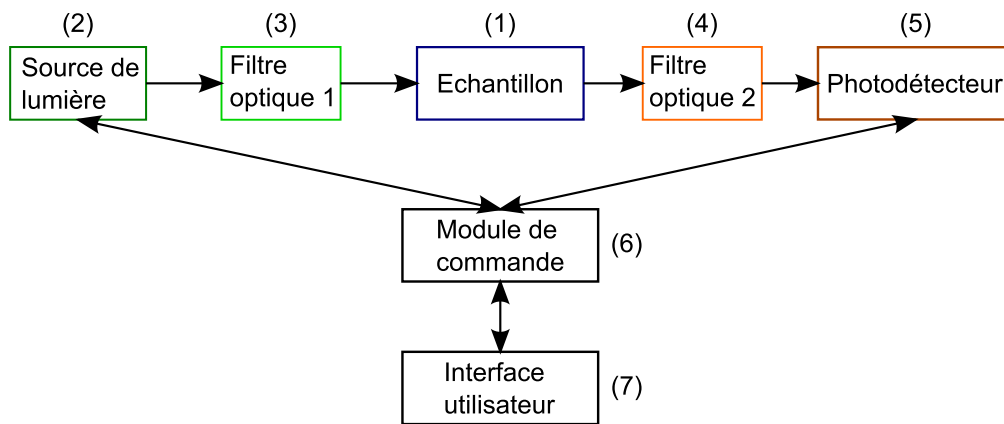 (2)
(3)
(1)
(4)
(5)
Source de
lumière
Filtre
optique 1
Echantillon
Filtre
optique 2
Photodétecteur
Module de
commande
(6)
Interface
utilisateur
(7)